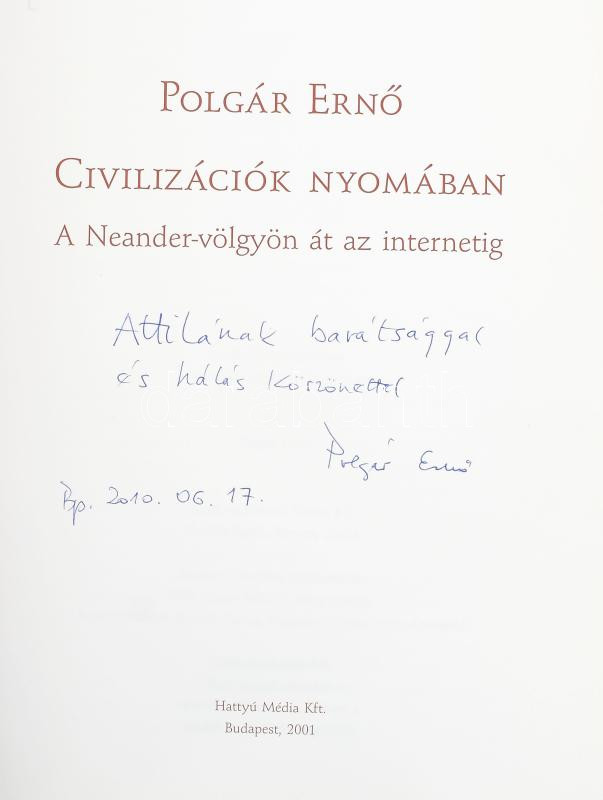 POLGÁR ERNŐ
CIVILIZÁCIÓK NYOMÁBAN
A Neander-völgyön át az internetig
Attilának barátsággal
és hálás köszönettel
Polgár Ernő
Bp. 2010. 06. 17.
Hattyú Média Kft.
Budapest, 2001